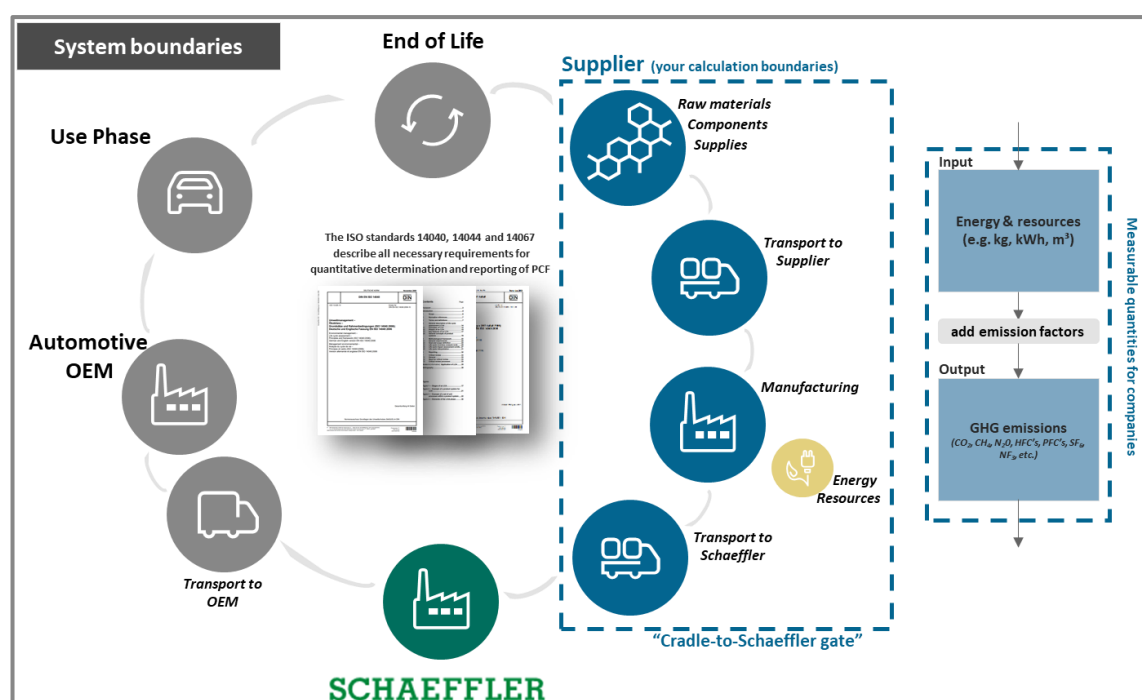 System boundaries
End of Life
Supplier (your calculation boundaries)
Raw materials
Components
Supplies
Use Phase
Transport to
Supplier
The ISO standards 14040, 14044 and 14067
describe all necessary requirements for
quantitative determination and reporting of PCF
Automotive
OEM
Manufacturing
Energy
Resources
Transport to
Schaeffler
Transport to
OEM
"Cradle-to-Schaeffler gate"
SCHAEFFLER
Input
Energy & resources
(e.g. kg, kWh, m³)
add emission factors
Output
GHG emissions
(CO₂, CH₄, N₂O, HFC's, PFC's, SF₆,
NF₃, etc.)
Measurable quantities for companies